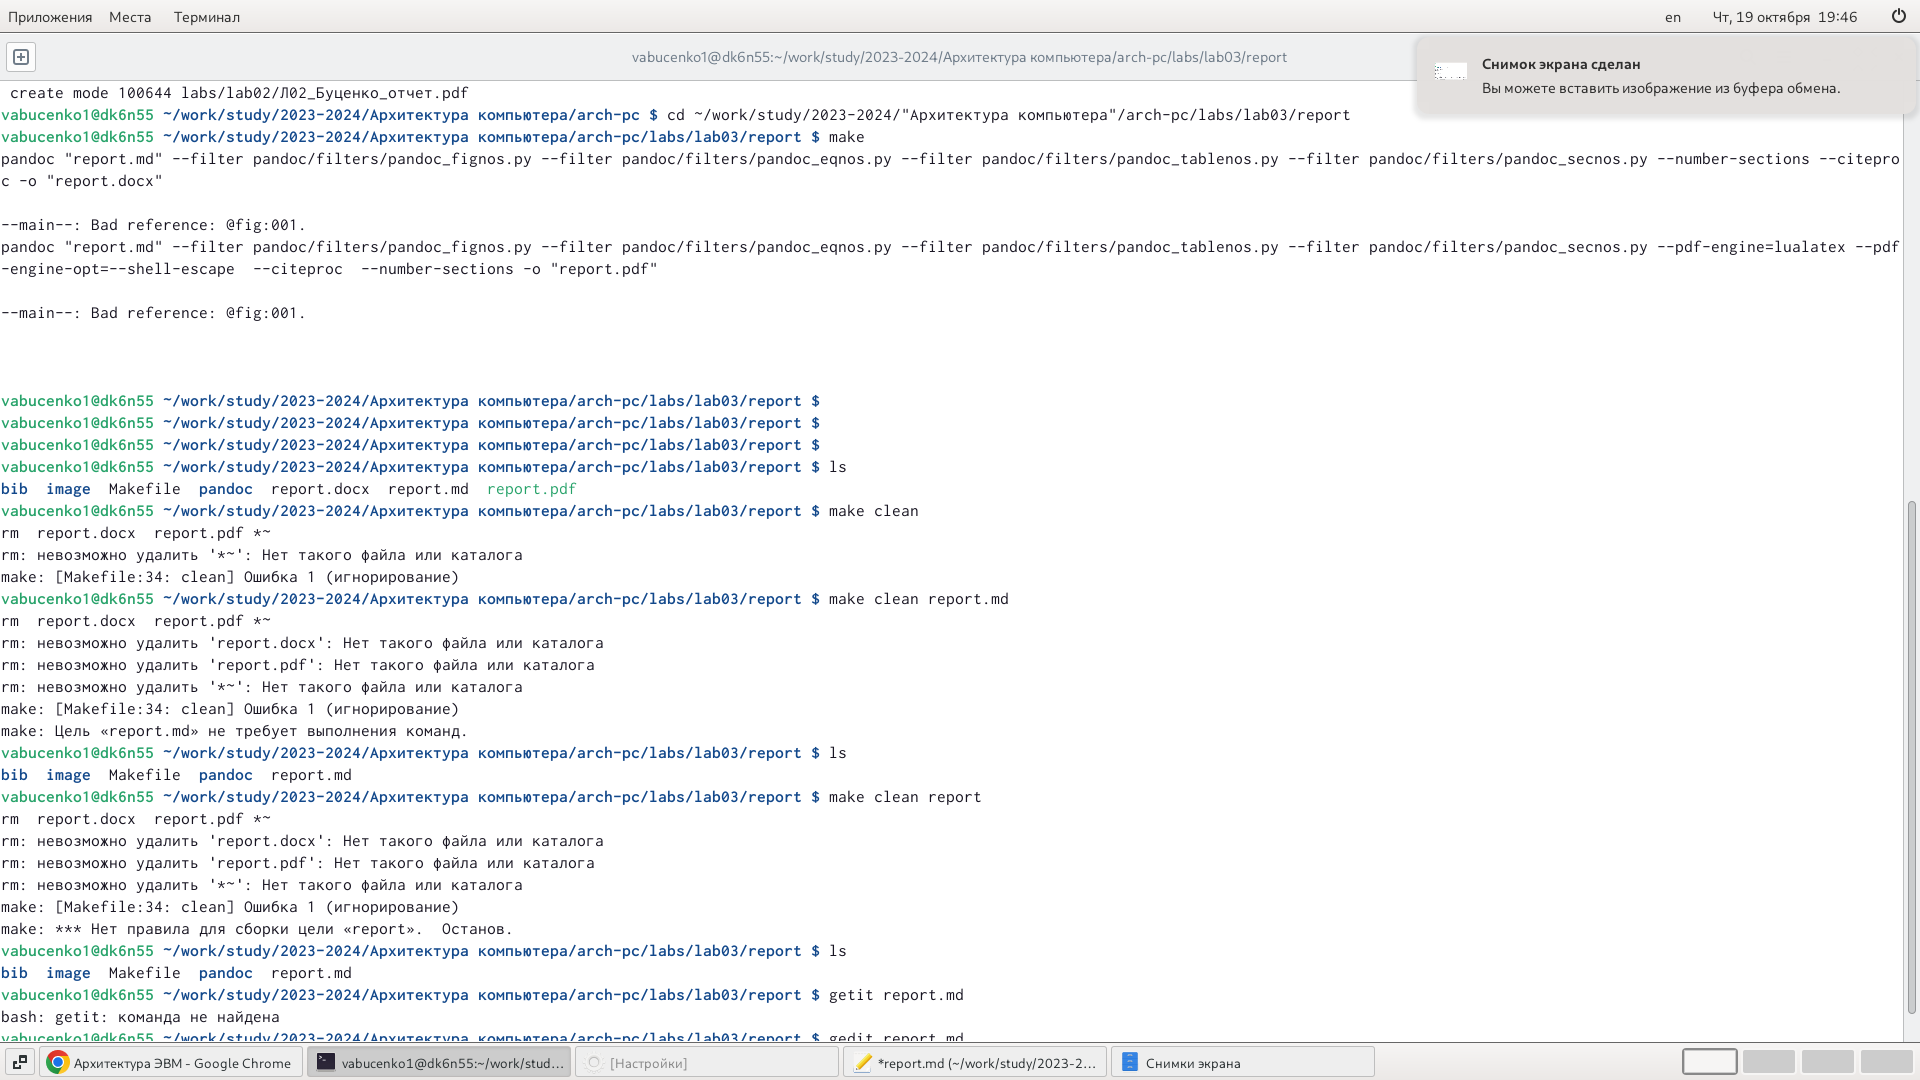 Приложения Места Терминал en Чт, 19 октября 19:46
vabucenko1@dk6n55:~/work/study/2023-2024/Архитектура компьютера/arch-pc/labs/lab03/report
Снимок экрана сделан
Вы можете вставить изображение из буфера обмена.
create mode 100644 labs/lab02/Л02_Буценко_отчет.pdf
vabucenko1@dk6n55 ~/work/study/2023-2024/Архитектура компьютера/arch-pc $ cd ~/work/study/2023-2024/"Архитектура компьютера"/arch-pc/labs/lab03/report
vabucenko1@dk6n55 ~/work/study/2023-2024/Архитектура компьютера/arch-pc/labs/lab03/report $ make
pandoc "report.md" --filter pandoc/filters/pandoc_fignos.py --filter pandoc/filters/pandoc_eqnos.py --filter pandoc/filters/pandoc_tablenos.py --filter pandoc/filters/pandoc_secnos.py --number-sections --citepro
c -o "report.docx"
--main--: Bad reference: @fig:001.
pandoc "report.md" --filter pandoc/filters/pandoc_fignos.py --filter pandoc/filters/pandoc_eqnos.py --filter pandoc/filters/pandoc_tablenos.py --filter pandoc/filters/pandoc_secnos.py --pdf-engine=lualatex --pdf
-engine-opt=--shell-escape  --citeproc  --number-sections -o "report.pdf"
--main--: Bad reference: @fig:001.
vabucenko1@dk6n55 ~/work/study/2023-2024/Архитектура компьютера/arch-pc/labs/lab03/report $
vabucenko1@dk6n55 ~/work/study/2023-2024/Архитектура компьютера/arch-pc/labs/lab03/report $
vabucenko1@dk6n55 ~/work/study/2023-2024/Архитектура компьютера/arch-pc/labs/lab03/report $
vabucenko1@dk6n55 ~/work/study/2023-2024/Архитектура компьютера/arch-pc/labs/lab03/report $ ls
bib  image  Makefile  pandoc  report.docx  report.md  report.pdf
vabucenko1@dk6n55 ~/work/study/2023-2024/Архитектура компьютера/arch-pc/labs/lab03/report $ make clean
rm  report.docx  report.pdf *~
rm: невозможно удалить '*~': Нет такого файла или каталога
make: [Makefile:34: clean] Ошибка 1 (игнорирование)
vabucenko1@dk6n55 ~/work/study/2023-2024/Архитектура компьютера/arch-pc/labs/lab03/report $ make clean report.md
rm  report.docx  report.pdf *~
rm: невозможно удалить 'report.docx': Нет такого файла или каталога
rm: невозможно удалить 'report.pdf': Нет такого файла или каталога
rm: невозможно удалить '*~': Нет такого файла или каталога
make: [Makefile:34: clean] Ошибка 1 (игнорирование)
make: Цель «report.md» не требует выполнения команд.
vabucenko1@dk6n55 ~/work/study/2023-2024/Архитектура компьютера/arch-pc/labs/lab03/report $ ls
bib  image  Makefile  pandoc  report.md
vabucenko1@dk6n55 ~/work/study/2023-2024/Архитектура компьютера/arch-pc/labs/lab03/report $ make clean report
rm  report.docx  report.pdf *~
rm: невозможно удалить 'report.docx': Нет такого файла или каталога
rm: невозможно удалить 'report.pdf': Нет такого файла или каталога
rm: невозможно удалить '*~': Нет такого файла или каталога
make: [Makefile:34: clean] Ошибка 1 (игнорирование)
make: *** Нет правила для сборки цели «report».  Останов.
vabucenko1@dk6n55 ~/work/study/2023-2024/Архитектура компьютера/arch-pc/labs/lab03/report $ ls
bib  image  Makefile  pandoc  report.md
vabucenko1@dk6n55 ~/work/study/2023-2024/Архитектура компьютера/arch-pc/labs/lab03/report $ getit report.md
bash: getit: команда не найдена
vabucenko1@dk6n55 ~/work/study/2023-2024/Архитектура компьютера/arch-pc/labs/lab03/report $ gedit report.md
Архитектура ЭВМ - Google Chrome vabucenko1@dk6n55:~/work/stud... [Настройки] *report.md (~/work/study/2023-2... Снимки экрана